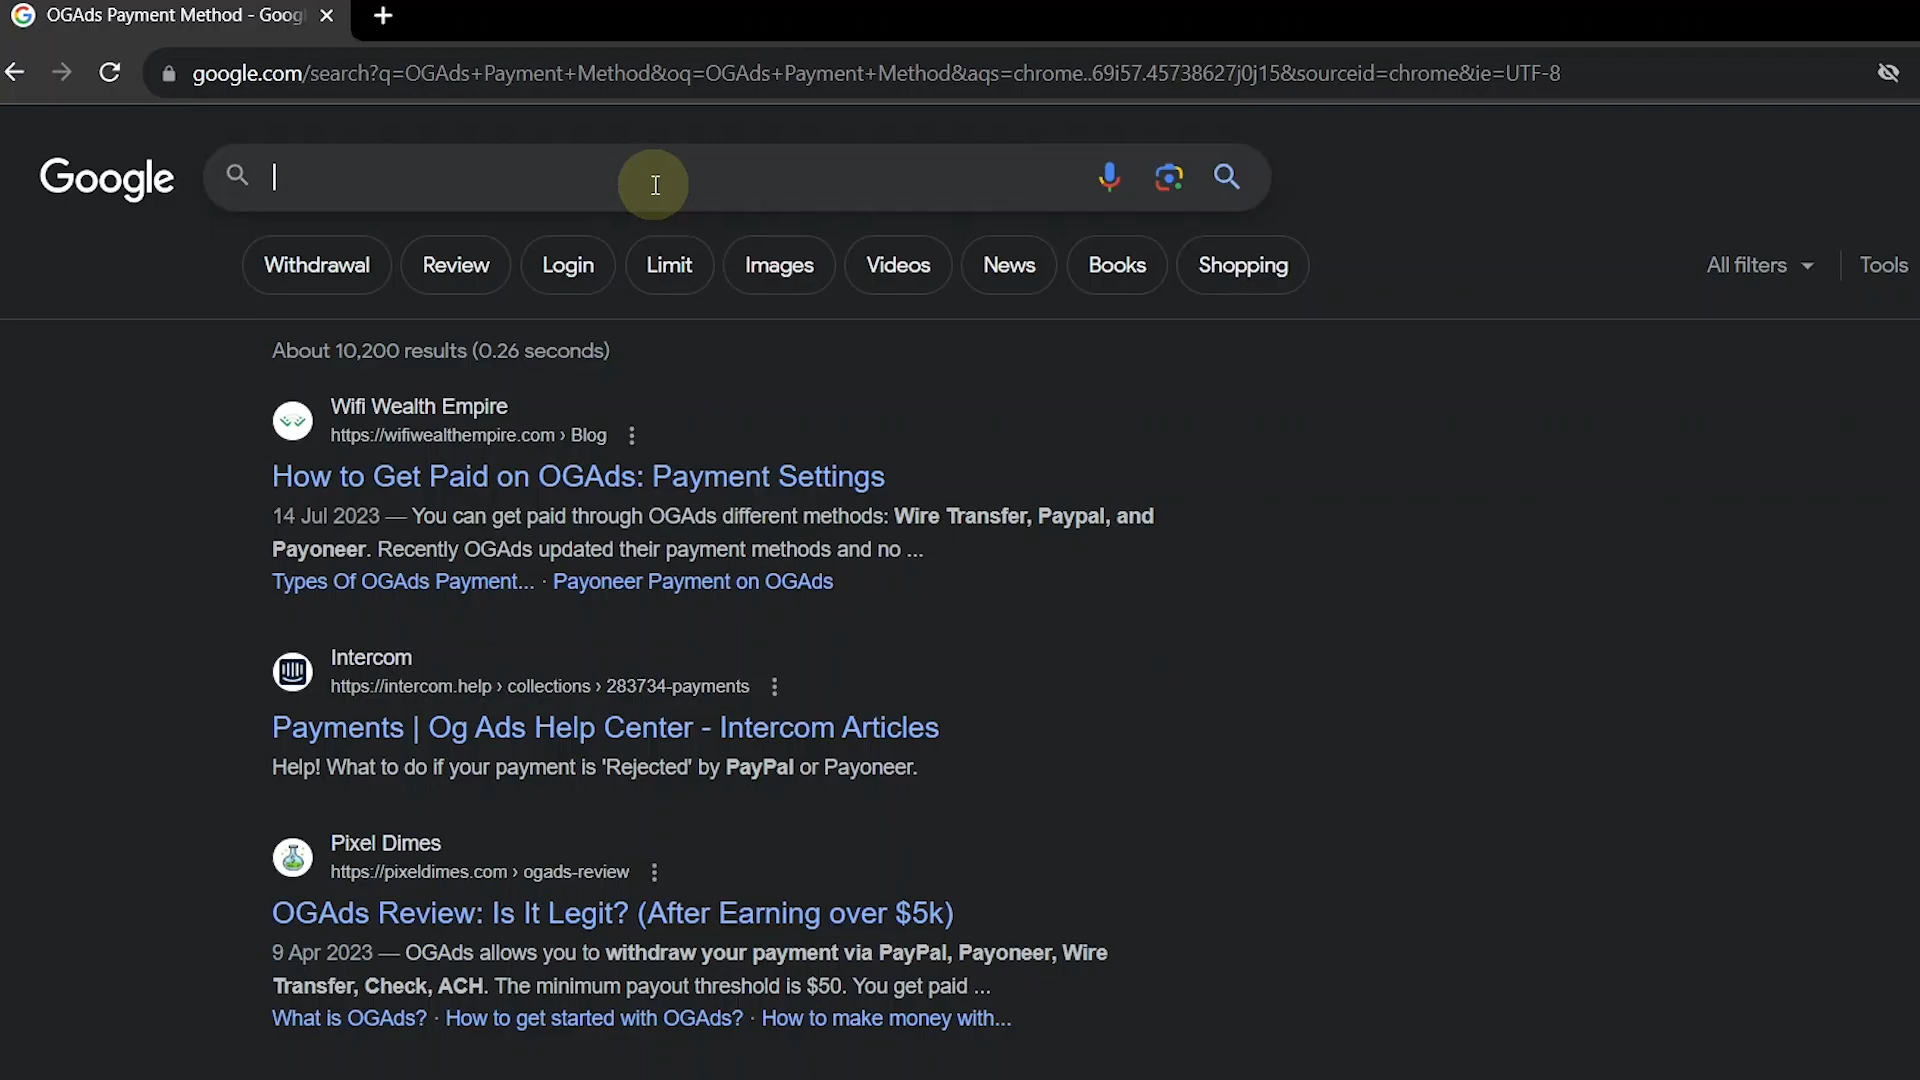 OGAds Payment Method - Goog
google.com/search?q=OGAds+Payment+Method&oq=OGAds+Payment+Method&aqs=chrome..69i57.45738627j0j15&sourceid=chrome&ie=UTF-8
Google
Withdrawal Review Login Limit Images Videos News Books Shopping All filters Tools
About 10,200 results (0.26 seconds)
Wifi Wealth Empire
https://wifiwealthempire.com › Blog
How to Get Paid on OGAds: Payment Settings
14 Jul 2023 — You can get paid through OGAds different methods: Wire Transfer, Paypal, and
Payoneer. Recently OGAds updated their payment methods and no ...
Types Of OGAds Payment... · Payoneer Payment on OGAds
Intercom
https://intercom.help › collections › 283734-payments
Payments | Og Ads Help Center - Intercom Articles
Help! What to do if your payment is 'Rejected' by PayPal or Payoneer.
Pixel Dimes
https://pixeldimes.com › ogads-review
OGAds Review: Is It Legit? (After Earning over $5k)
9 Apr 2023 — OGAds allows you to withdraw your payment via PayPal, Payoneer, Wire
Transfer, Check, ACH. The minimum payout threshold is $50. You get paid ...
What is OGAds? · How to get started with OGAds? · How to make money with...